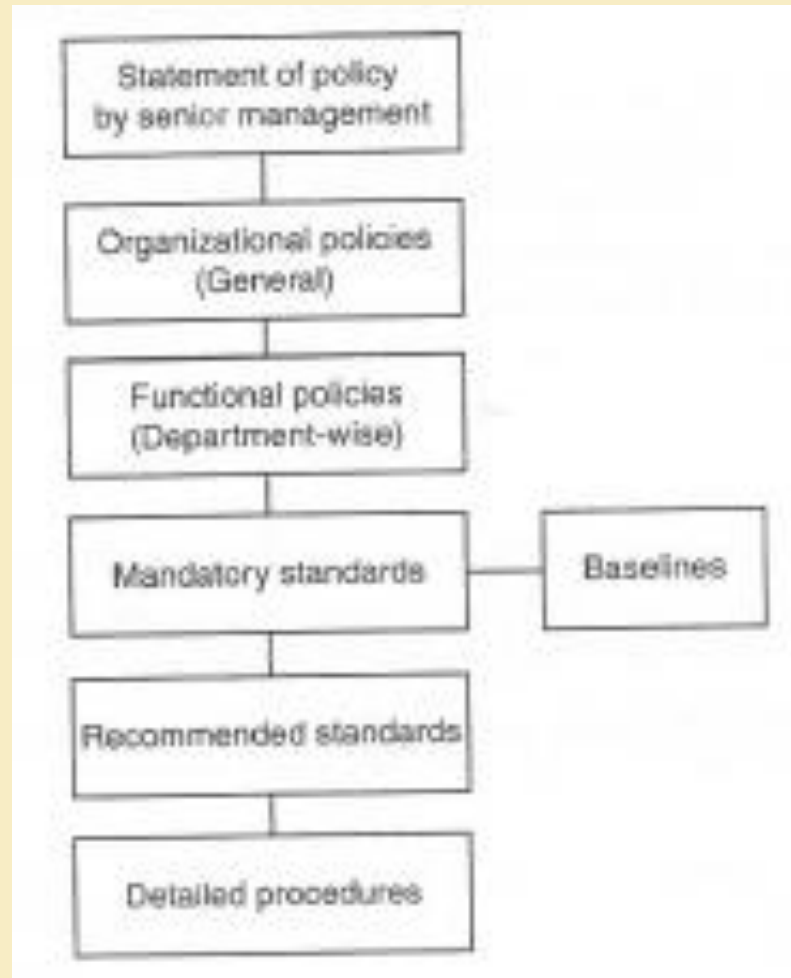 Statement of policy
by senior management
Organizational policies
(General)
Functional policies
(Department-wise)
Mandatory standards
Baselines
Recommended standards
Detailed procedures